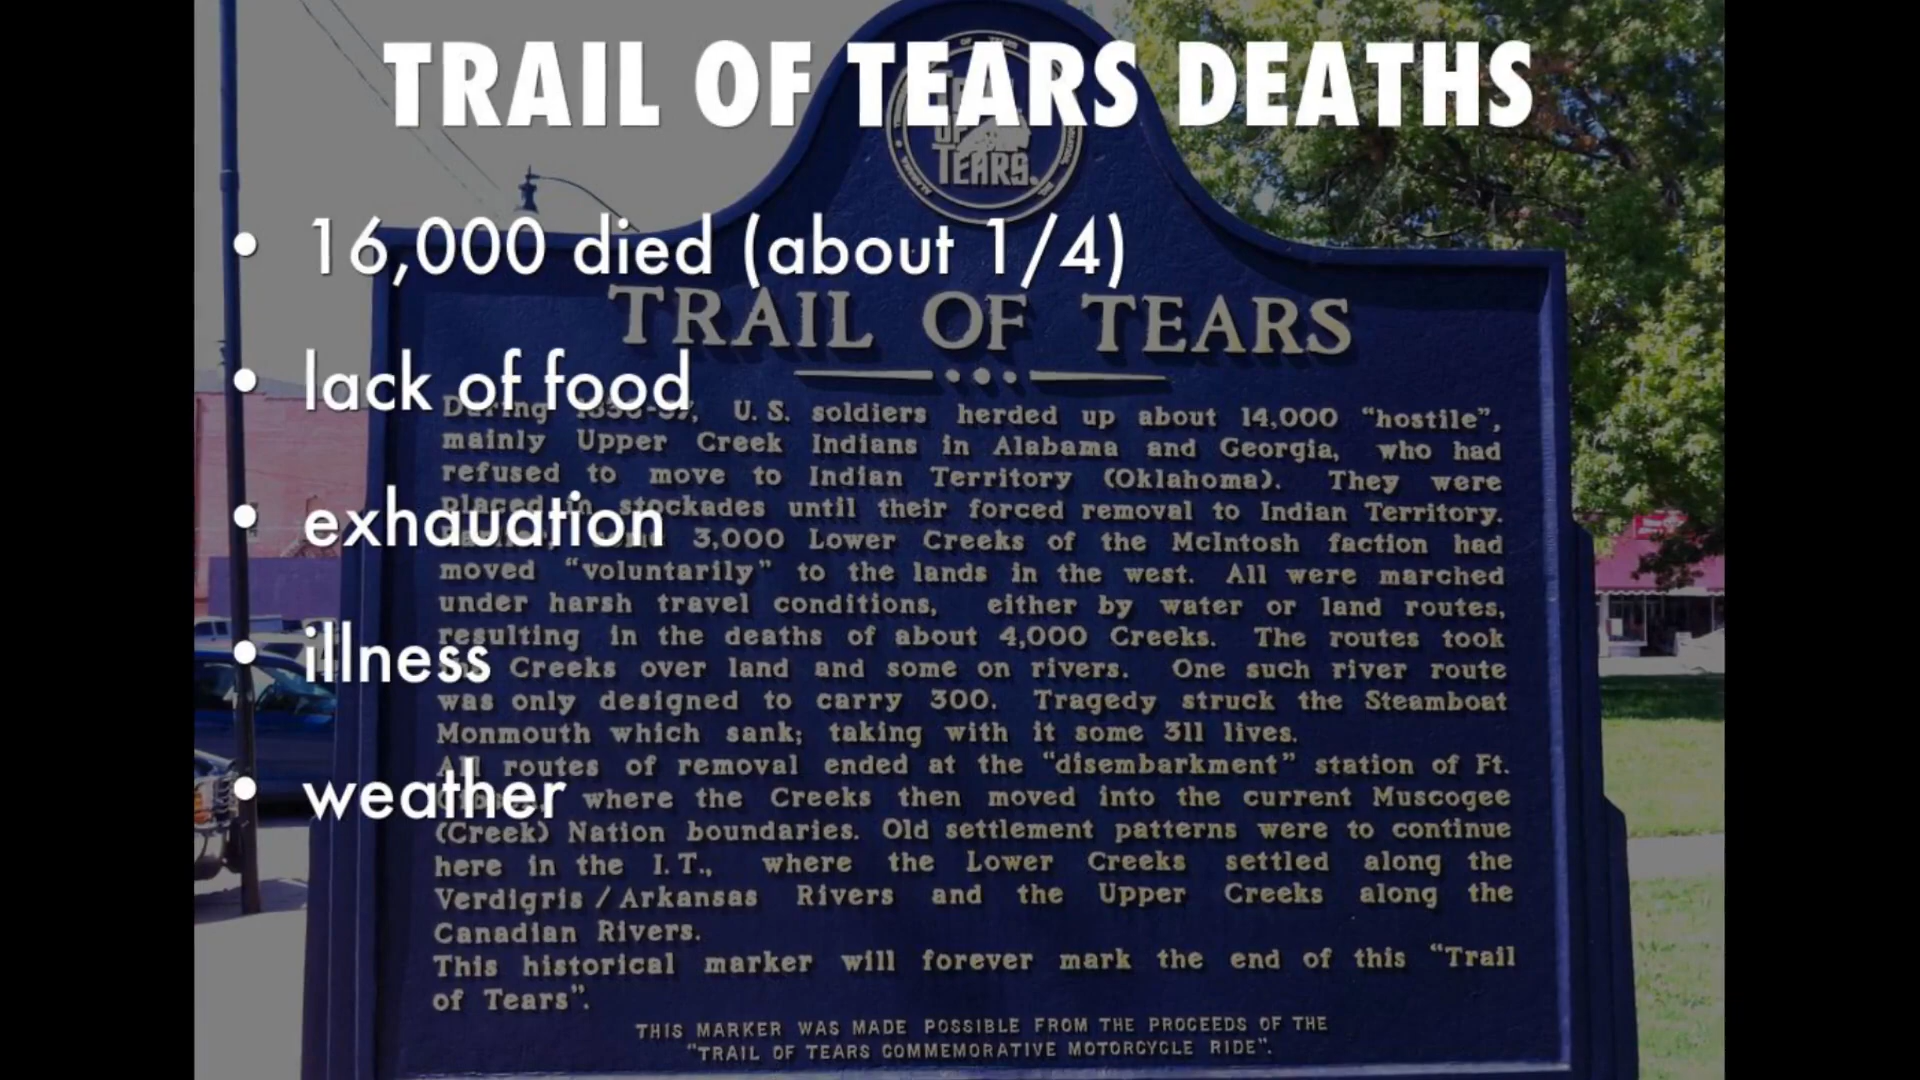 TRAIL OF TEARS DEATHS
TEARS
• 16,000 died (about 1/4)
TRAIL OF TEARS
• lack of food
During U.S. soldiers herded up about 14,000 “hostile”,
mainly Upper Creek Indians in Alabama and Georgia, who had
refused to move to Indian Territory (Oklahoma). They were
placed in stockades until their forced removal to Indian Territory.
• exhauation
3,000 Lower Creeks of the McIntosh faction had
moved “voluntarily” to the lands in the west. All were marched
under harsh travel conditions, either by water or land routes,
resulting in the deaths of about 4,000 Creeks. The routes took
• illness
Creeks over land and some on rivers. One such river route
was only designed to carry 300. Tragedy struck the Steamboat
Monmouth which sank; taking with it some 311 lives.
All routes of removal ended at the “disembarkment” station of Ft.
• weather
where the Creeks then moved into the current Muscogee
(Creek) Nation boundaries. Old settlement patterns were to continue
here in the I.T., where the Lower Creeks settled along the
Verdigris / Arkansas Rivers and the Upper Creeks along the
Canadian Rivers.
This historical marker will forever mark the end of this “Trail
of Tears”.
THIS MARKER WAS MADE POSSIBLE FROM THE PROCEEDS OF THE
“TRAIL OF TEARS COMMEMORATIVE MOTORCYCLE RIDE”.